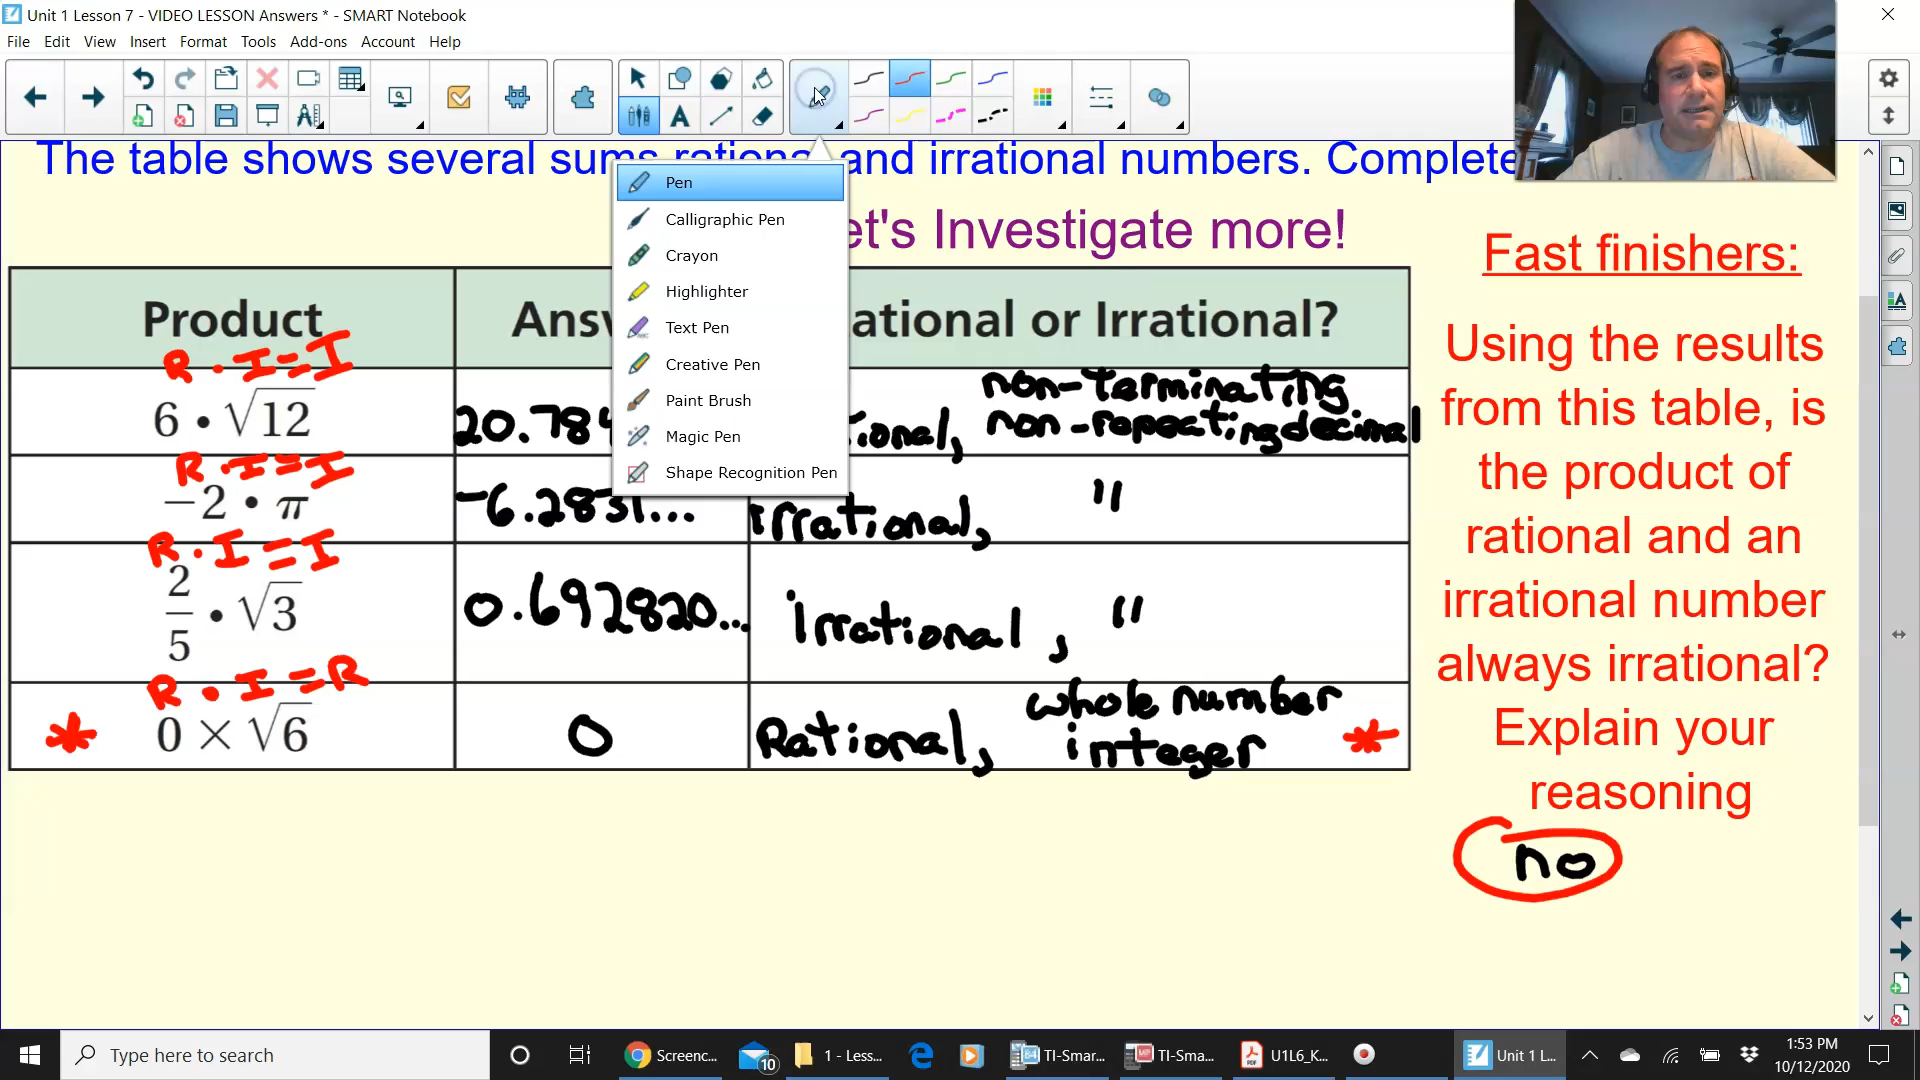 Unit 1 Lesson 7 - VIDEO LESSON Answers * - SMART Notebook
File Edit View Insert Format Tools Add-ons Account Help
The table shows several sums rational and irrational numbers. Complete
et's Investigate more!
Pen
Calligraphic Pen
Crayon
Highlighter
Text Pen
Creative Pen
Paint Brush
Magic Pen
Shape Recognition Pen
Product Ans ational or Irrational?
R · I = I
6 • √12 20.784 ional, non-terminating
non-repeating decimal
R · I = I
−2 • π -6.2831... irrational, "
R · I = I
2/5 • √3 0.692820... irrational, "
R · I = R
* 0 × √6 0 Rational, whole number
integer *
Fast finishers:
Using the results
from this table, is
the product of
rational and an
irrational number
always irrational?
Explain your
reasoning
no
Type here to search
10
Screenc...
1 - Less...
TI-Smar...
TI-Sma...
U1L6_K...
Unit 1 L...
1:53 PM
10/12/2020